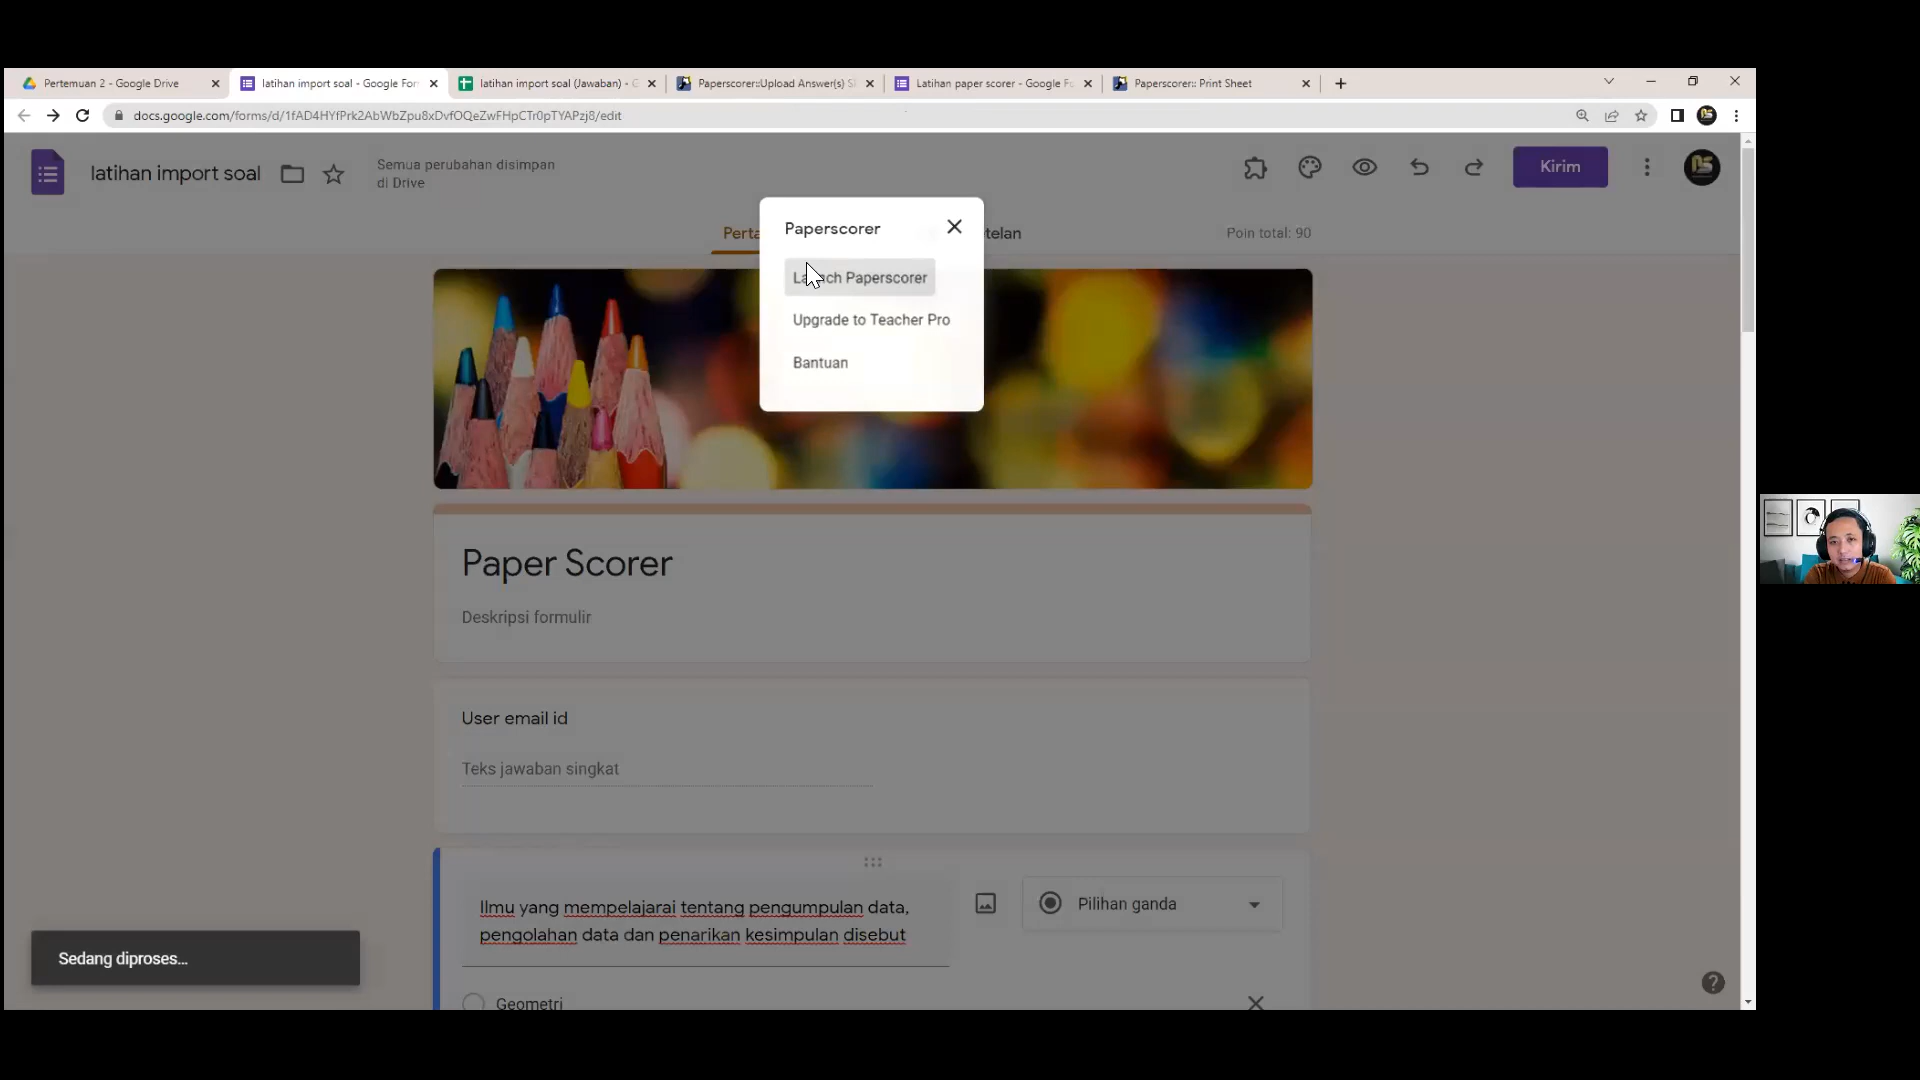 Pertemuan 2 - Google Drive
latihan import soal - Google For
latihan import soal (Jawaban) - G
Paperscorer::Upload Answer(s) S
Latihan paper scorer - Google Fo
Paperscorer:: Print Sheet
docs.google.com/forms/d/1fAD4HYfPrk2AbWbZpu8xDvfOQeZwFHpCTr0pTYAPzj8/edit
latihan import soal
Semua perubahan disimpan
di Drive
Kirim
Perta
telan
Poin total: 90
Paperscorer
Launch Paperscorer
Upgrade to Teacher Pro
Bantuan
Paper Scorer
Deskripsi formulir
User email id
Teks jawaban singkat
Ilmu yang mempelajarai tentang pengumpulan data,
pengolahan data dan penarikan kesimpulan disebut
Pilihan ganda
Geometri
Sedang diproses...